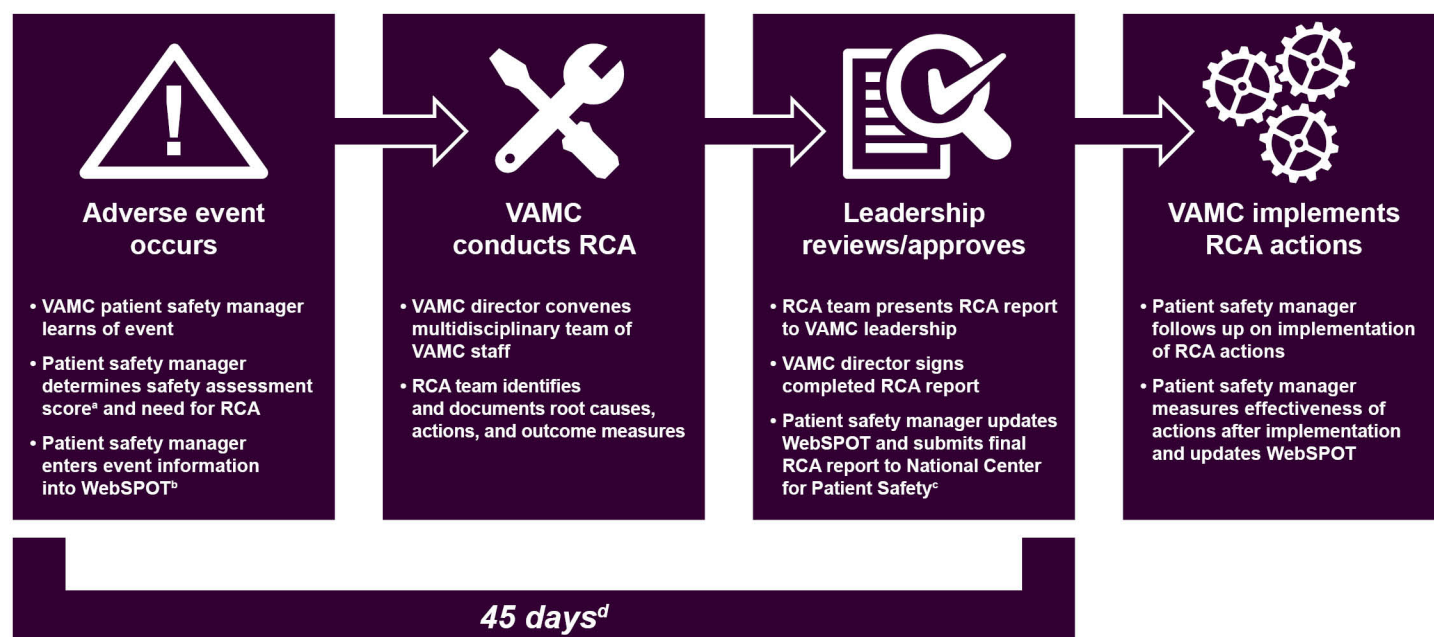 Adverse event
occurs
• VAMC patient safety manager
learns of event
• Patient safety manager
determines safety assessment
scoreᵃ and need for RCA
• Patient safety manager
enters event information
into WebSPOTᵇ
VAMC
conducts RCA
• VAMC director convenes
multidisciplinary team of
VAMC staff
• RCA team identifies
and documents root causes,
actions, and outcome measures
Leadership
reviews/approves
• RCA team presents RCA report
to VAMC leadership
• VAMC director signs
completed RCA report
• Patient safety manager updates
WebSPOT and submits final
RCA report to National Center
for Patient Safetyᶜ
VAMC implements
RCA actions
• Patient safety manager
follows up on implementation
of RCA actions
• Patient safety manager
measures effectiveness of
actions after implementation
and updates WebSPOT
45 daysᵈ